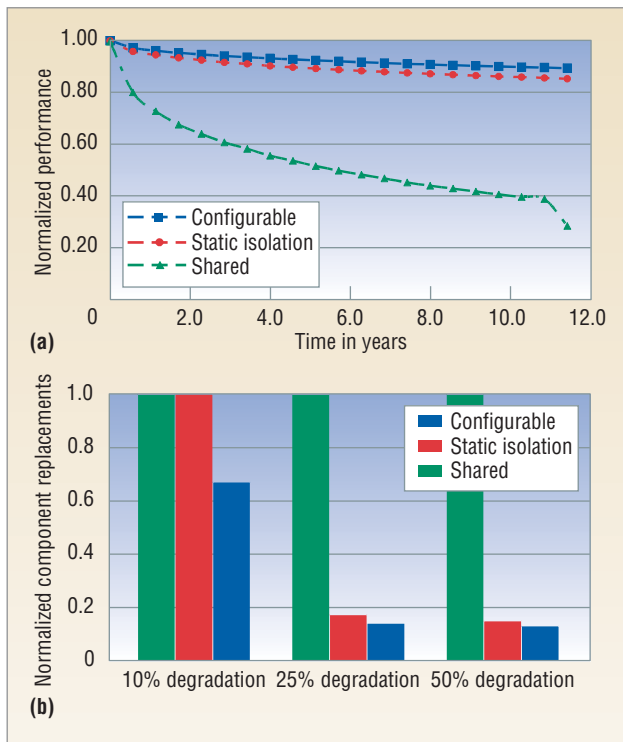 1.00
0.80
0.60
0.40
0.20
Normalized performance
Configurable
Static isolation
Shared
0 2.0 4.0 6.0 8.0 10.0 12.0
Time in years
(a)
1.0
0.8
0.6
0.4
0.2
0
Normalized component replacements
Configurable
Static isolation
Shared
10% degradation 25% degradation 50% degradation
(b)